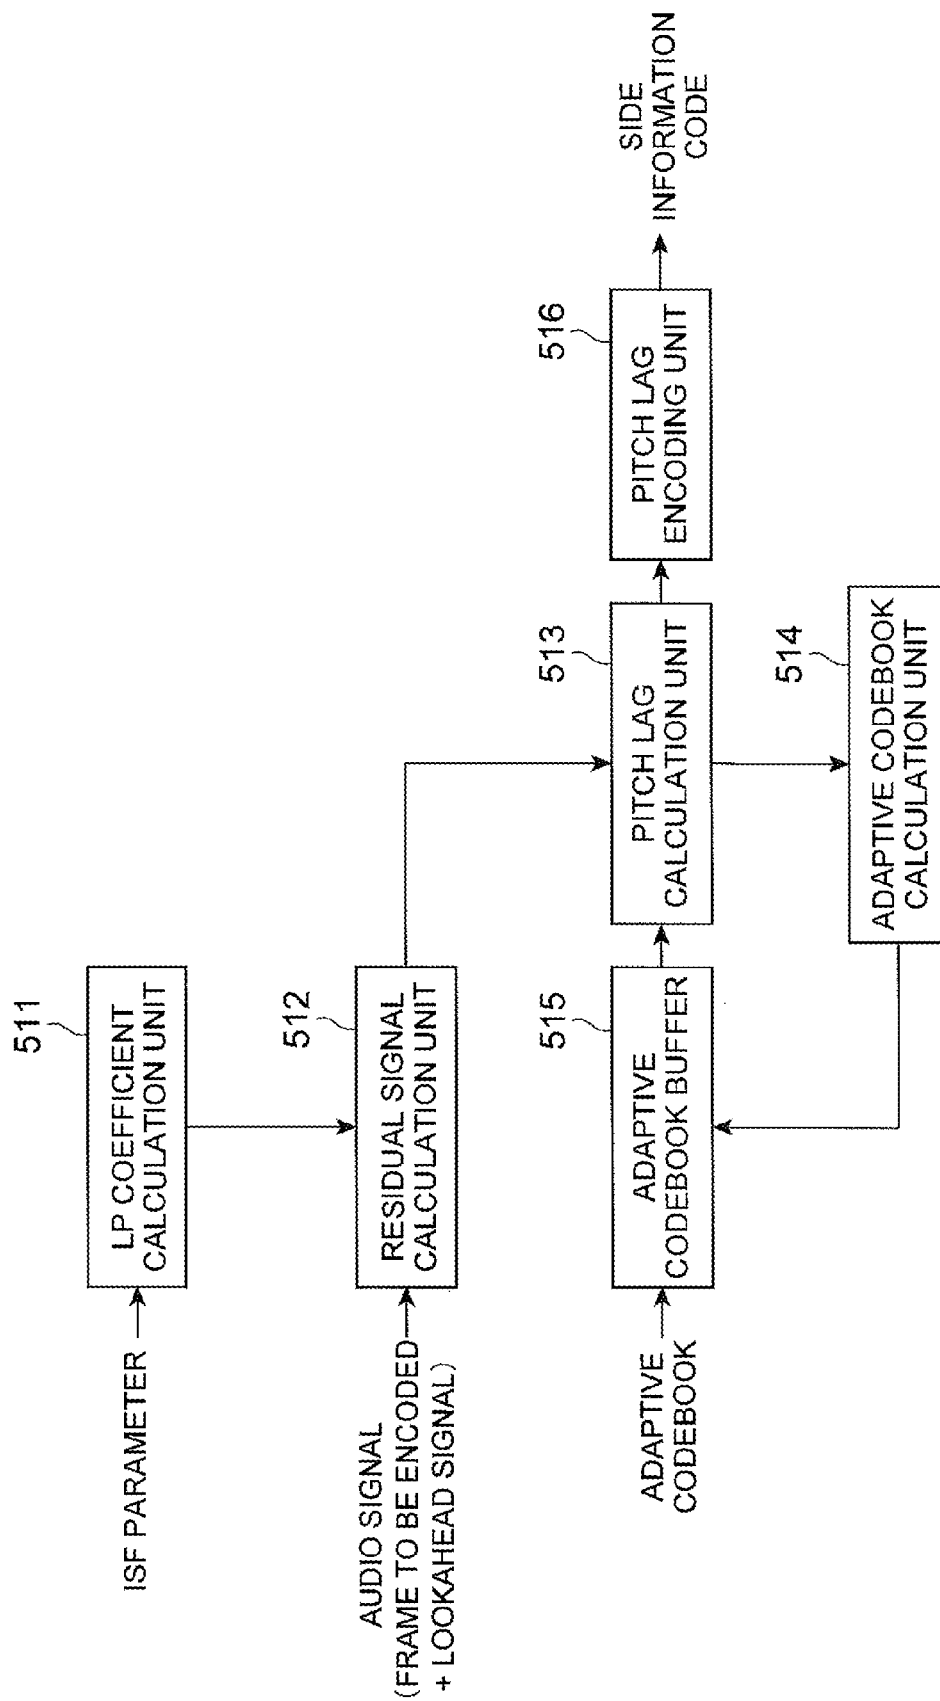 ISF PARAMETER
511
LP COEFFICIENT
CALCULATION UNIT
AUDIO SIGNAL
(FRAME TO BE ENCODED
+ LOOKAHEAD SIGNAL)
512
RESIDUAL SIGNAL
CALCULATION UNIT
ADAPTIVE
CODEBOOK
515
ADAPTIVE
CODEBOOK BUFFER
513
PITCH LAG
CALCULATION UNIT
516
PITCH LAG
ENCODING UNIT
SIDE
INFORMATION
CODE
514
ADAPTIVE CODEBOOK
CALCULATION UNIT